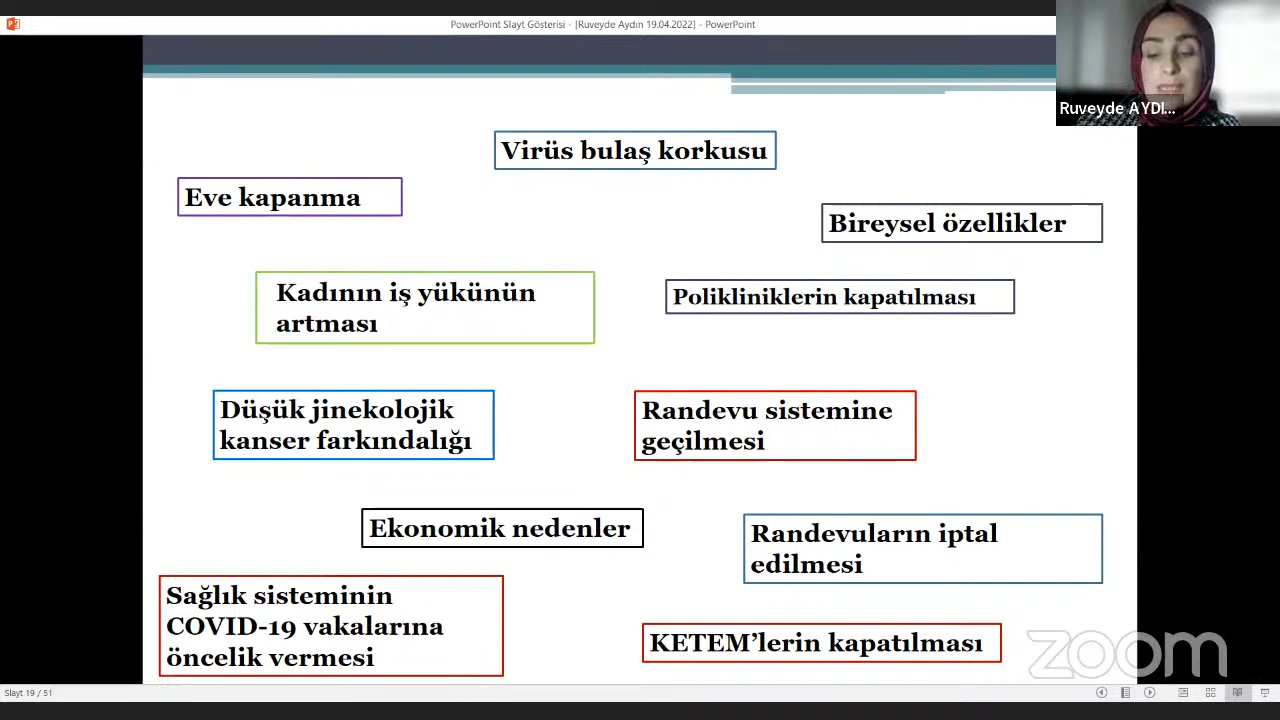 PowerPoint Slayt Gösterisi - [Ruveyde Aydın 19.04.2022] - PowerPoint
Ruveyde AYDI...
Virüs bulaş korkusu
Eve kapanma
Bireysel özellikler
Kadının iş yükünün
artması
Polikliniklerin kapatılması
Düşük jinekolojik
kanser farkındalığı
Randevu sistemine
geçilmesi
Ekonomik nedenler
Randevuların iptal
edilmesi
Sağlık sisteminin
COVID-19 vakalarına
öncelik vermesi
KETEM’lerin kapatılması
zoom
Slayt 19 / 51